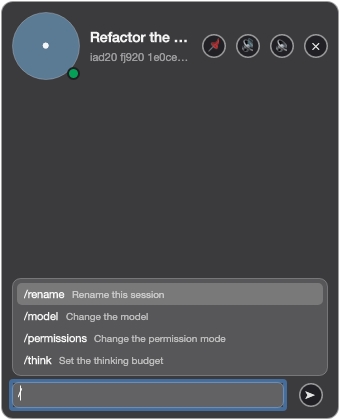 Refactor the ...
iad20 fj920 1e0ce...
/rename Rename this session
/model Change the model
/permissions Change the permission mode
/think Set the thinking budget
/